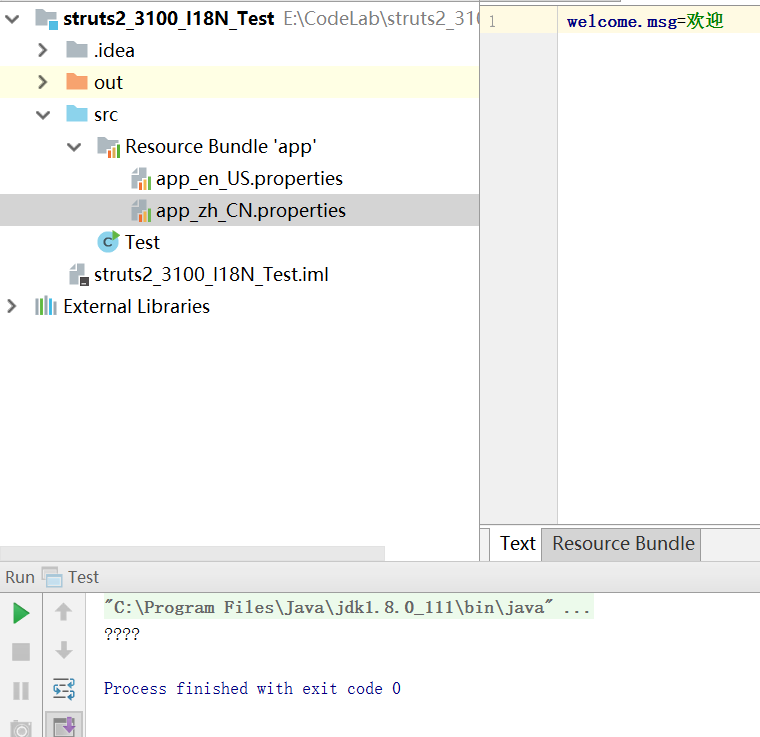 struts2_3100_I18N_Test E:\CodeLab\struts2_310
.idea
out
src
Resource Bundle 'app'
app_en_US.properties
app_zh_CN.properties
Test
struts2_3100_I18N_Test.iml
External Libraries
1 welcome.msg=欢迎
Text Resource Bundle
Run Test
"C:\Program Files\Java\jdk1.8.0_111\bin\java" ...
????
Process finished with exit code 0